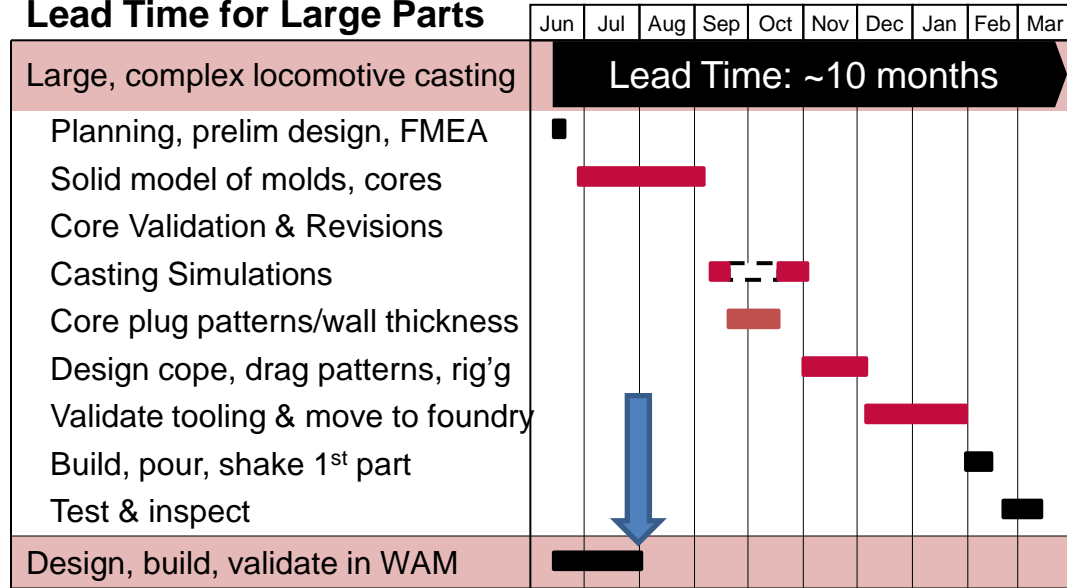 Lead Time for Large Parts
Jun Jul Aug Sep Oct Nov Dec Jan Feb Mar
Large, complex locomotive casting
Lead Time: ~10 months
Planning, prelim design, FMEA
Solid model of molds, cores
Core Validation & Revisions
Casting Simulations
Core plug patterns/wall thickness
Design cope, drag patterns, rig’g
Validate tooling & move to foundry
Build, pour, shake 1st part
Test & inspect
Design, build, validate in WAM